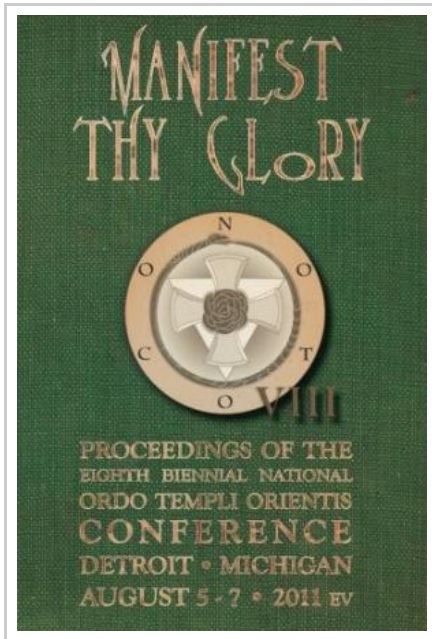 MANIFEST
THY GLORY
N
O
O
C
T
O
VIII
PROCEEDINGS OF THE
EIGHTH BIENNIAL NATIONAL
ORDO TEMPLI ORIENTIS
CONFERENCE
DETROIT • MICHIGAN
AUGUST 5-7 • 2011 EV